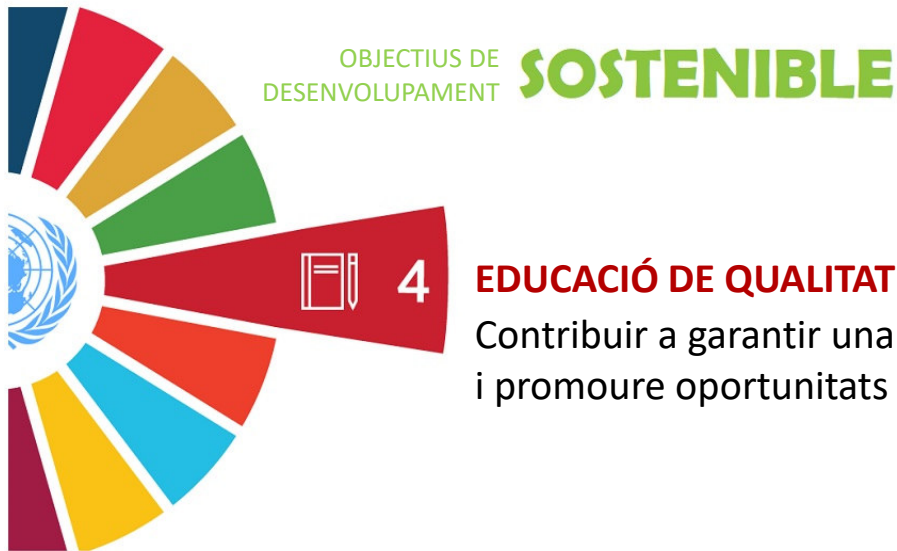 OBJECTIUS DE
DESENVOLUPAMENT
SOSTENIBLE
4
EDUCACIÓ DE QUALITAT
Contribuir a garantir una
i promoure oportunitats